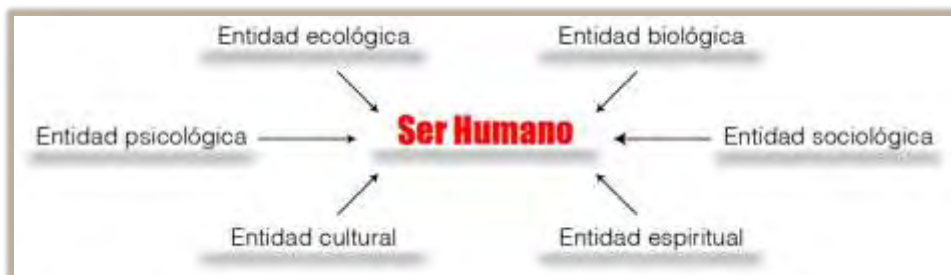 Entidad ecológica
Entidad biológica
Entidad psicológica
Ser Humano
Entidad sociológica
Entidad cultural
Entidad espiritual